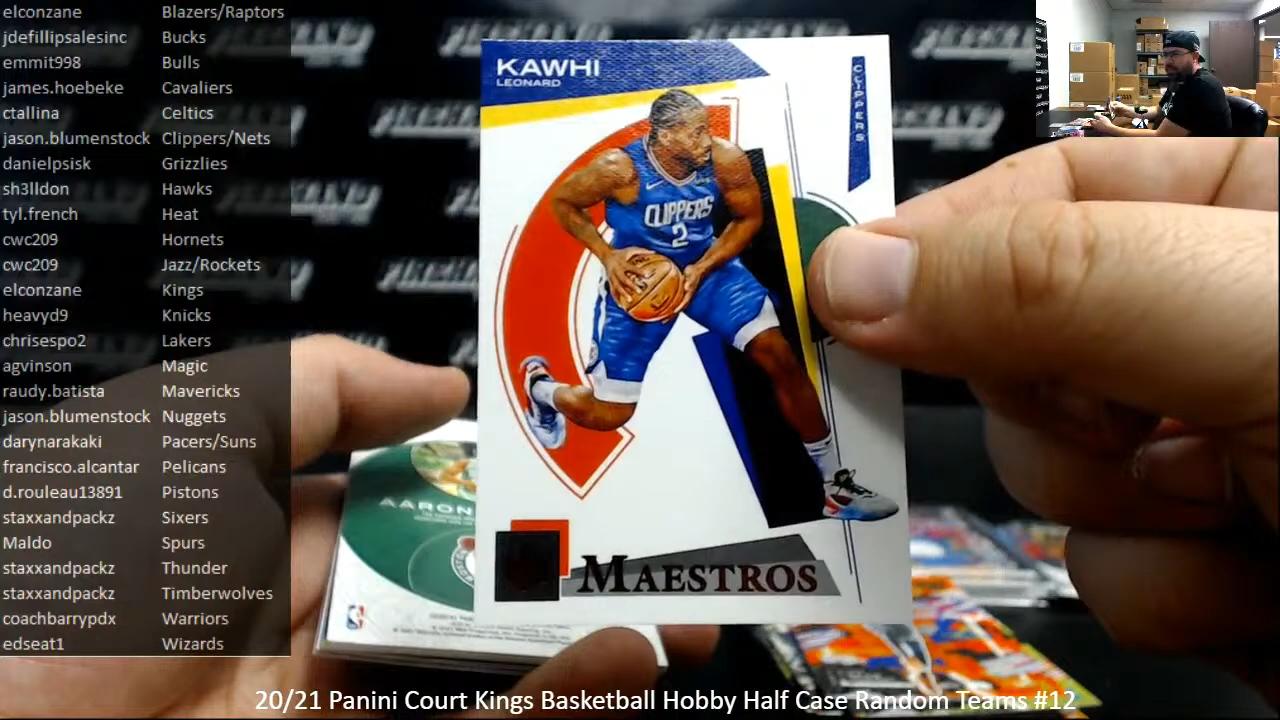 elconzane Blazers/Raptors
jdefillipsalesinc Bucks
emmit998 Bulls
james.hoebeke Cavaliers
ctallina Celtics
jason.blumenstock Clippers/Nets
danielpsisk Grizzlies
sh3lldon Hawks
tyl.french Heat
cwc209 Hornets
cwc209 Jazz/Rockets
elconzane Kings
heavyd9 Knicks
chrisespo2 Lakers
agvinson Magic
raudy.batista Mavericks
jason.blumenstock Nuggets
darynarakaki Pacers/Suns
francisco.alcantar Pelicans
d.rouleau13891 Pistons
staxxandpackz Sixers
Maldo Spurs
staxxandpackz Thunder
staxxandpackz Timberwolves
coachbarrypdx Warriors
edseat1 Wizards
KAWHI
LEONARD
CLIPPERS
CLIPPERS
2
MAESTROS
AARON
20/21 Panini Court Kings Basketball Hobby Half Case Random Teams #12